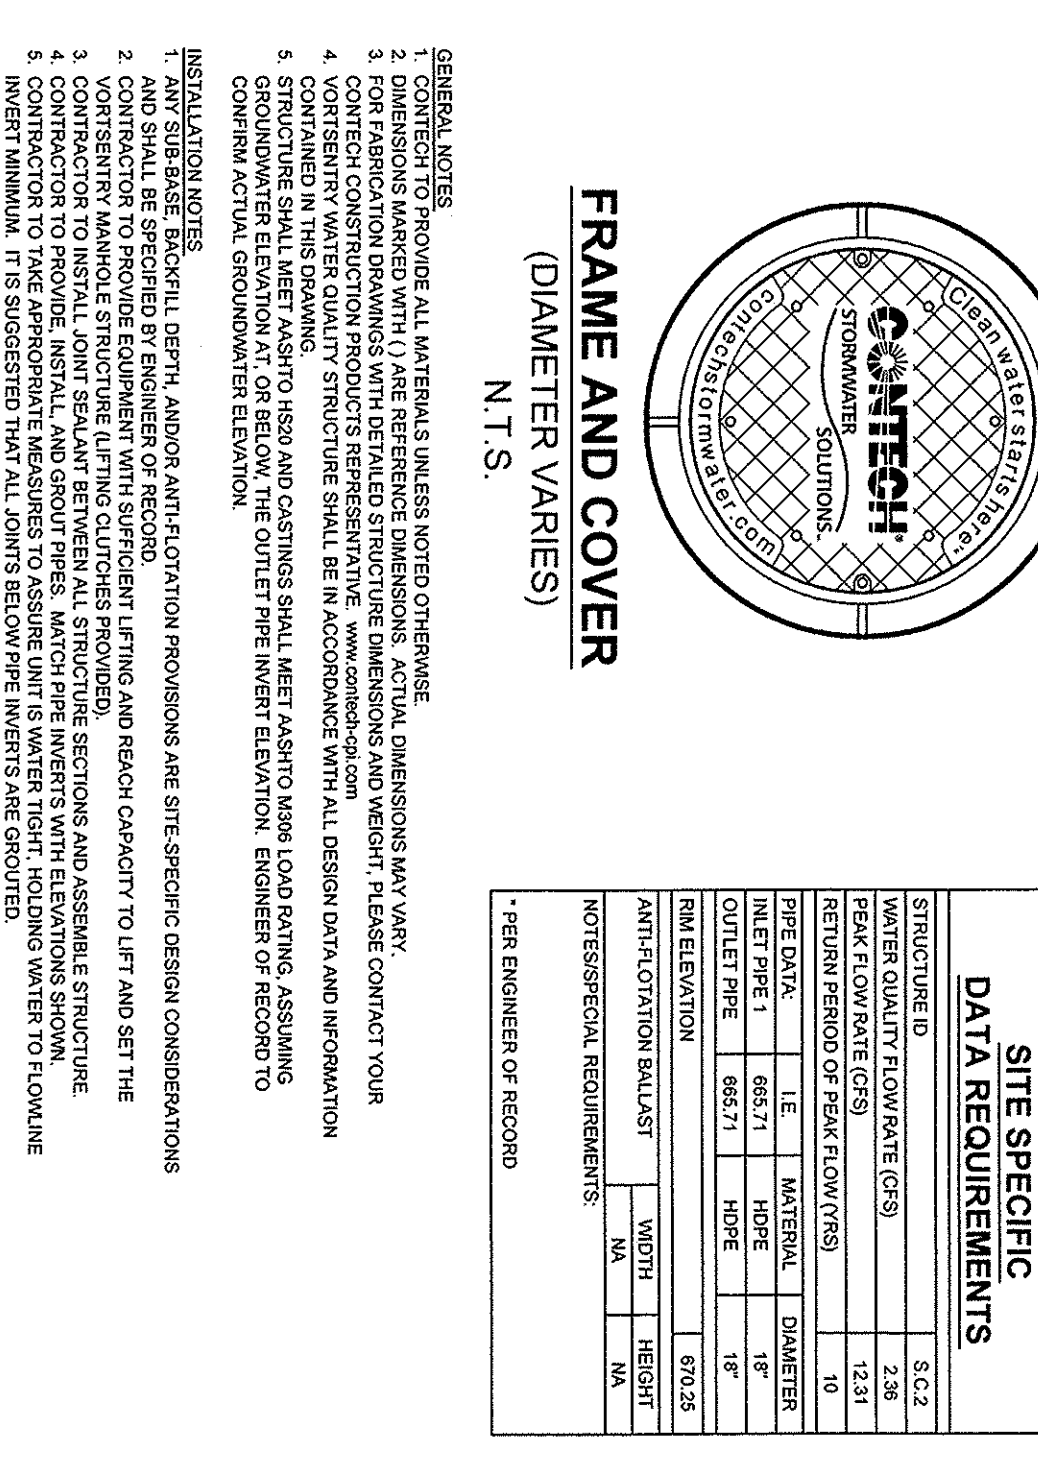 Clean water starts here™
CONTECH®
STORMWATER
SOLUTIONS™
contechstormwater.com
FRAME AND COVER
(DIAMETER VARIES)
N.T.S.
SITE SPECIFIC
DATA REQUIREMENTS
STRUCTURE ID S.C.2
WATER QUALITY FLOW RATE (CFS) 2.36
PEAK FLOW RATE (CFS) 12.31
RETURN PERIOD OF PEAK FLOW (YRS) 10
PIPE DATA: I.E. MATERIAL DIAMETER
INLET PIPE 1 665.71 HDPE 18"
OUTLET PIPE 665.71 HDPE 18"
RIM ELEVATION 670.25
ANTI-FLOTATION BALLAST WIDTH HEIGHT
NA NA
NOTES/SPECIAL REQUIREMENTS:
* PER ENGINEER OF RECORD
GENERAL NOTES
1. CONTECH TO PROVIDE ALL MATERIALS UNLESS NOTED OTHERWISE.
2. DIMENSIONS MARKED WITH ( ) ARE REFERENCE DIMENSIONS. ACTUAL DIMENSIONS MAY VARY.
3. FOR FABRICATION DRAWINGS WITH DETAILED STRUCTURE DIMENSIONS AND WEIGHT, PLEASE CONTACT YOUR
CONTECH CONSTRUCTION PRODUCTS REPRESENTATIVE. www.contech-cpi.com
4. VORTSENTRY WATER QUALITY STRUCTURE SHALL BE IN ACCORDANCE WITH ALL DESIGN DATA AND INFORMATION
CONTAINED IN THIS DRAWING.
5. STRUCTURE SHALL MEET AASHTO HS20 AND CASTINGS SHALL MEET AASHTO M306 LOAD RATING, ASSUMING
GROUNDWATER ELEVATION AT, OR BELOW, THE OUTLET PIPE INVERT ELEVATION. ENGINEER OF RECORD TO
CONFIRM ACTUAL GROUNDWATER ELEVATION.
INSTALLATION NOTES
1. ANY SUB-BASE, BACKFILL DEPTH, AND/OR ANTI-FLOTATION PROVISIONS ARE SITE-SPECIFIC DESIGN CONSIDERATIONS
AND SHALL BE SPECIFIED BY ENGINEER OF RECORD.
2. CONTRACTOR TO PROVIDE EQUIPMENT WITH SUFFICIENT LIFTING AND REACH CAPACITY TO LIFT AND SET THE
VORTSENTRY MANHOLE STRUCTURE (LIFTING CLUTCHES PROVIDED).
3. CONTRACTOR TO INSTALL JOINT SEALANT BETWEEN ALL STRUCTURE SECTIONS AND ASSEMBLE STRUCTURE.
4. CONTRACTOR TO PROVIDE, INSTALL, AND GROUT PIPES. MATCH PIPE INVERTS WITH ELEVATIONS SHOWN.
5. CONTRACTOR TO TAKE APPROPRIATE MEASURES TO ASSURE UNIT IS WATER TIGHT, HOLDING WATER TO FLOWLINE
INVERT MINIMUM. IT IS SUGGESTED THAT ALL JOINTS BELOW PIPE INVERTS ARE GROUTED.